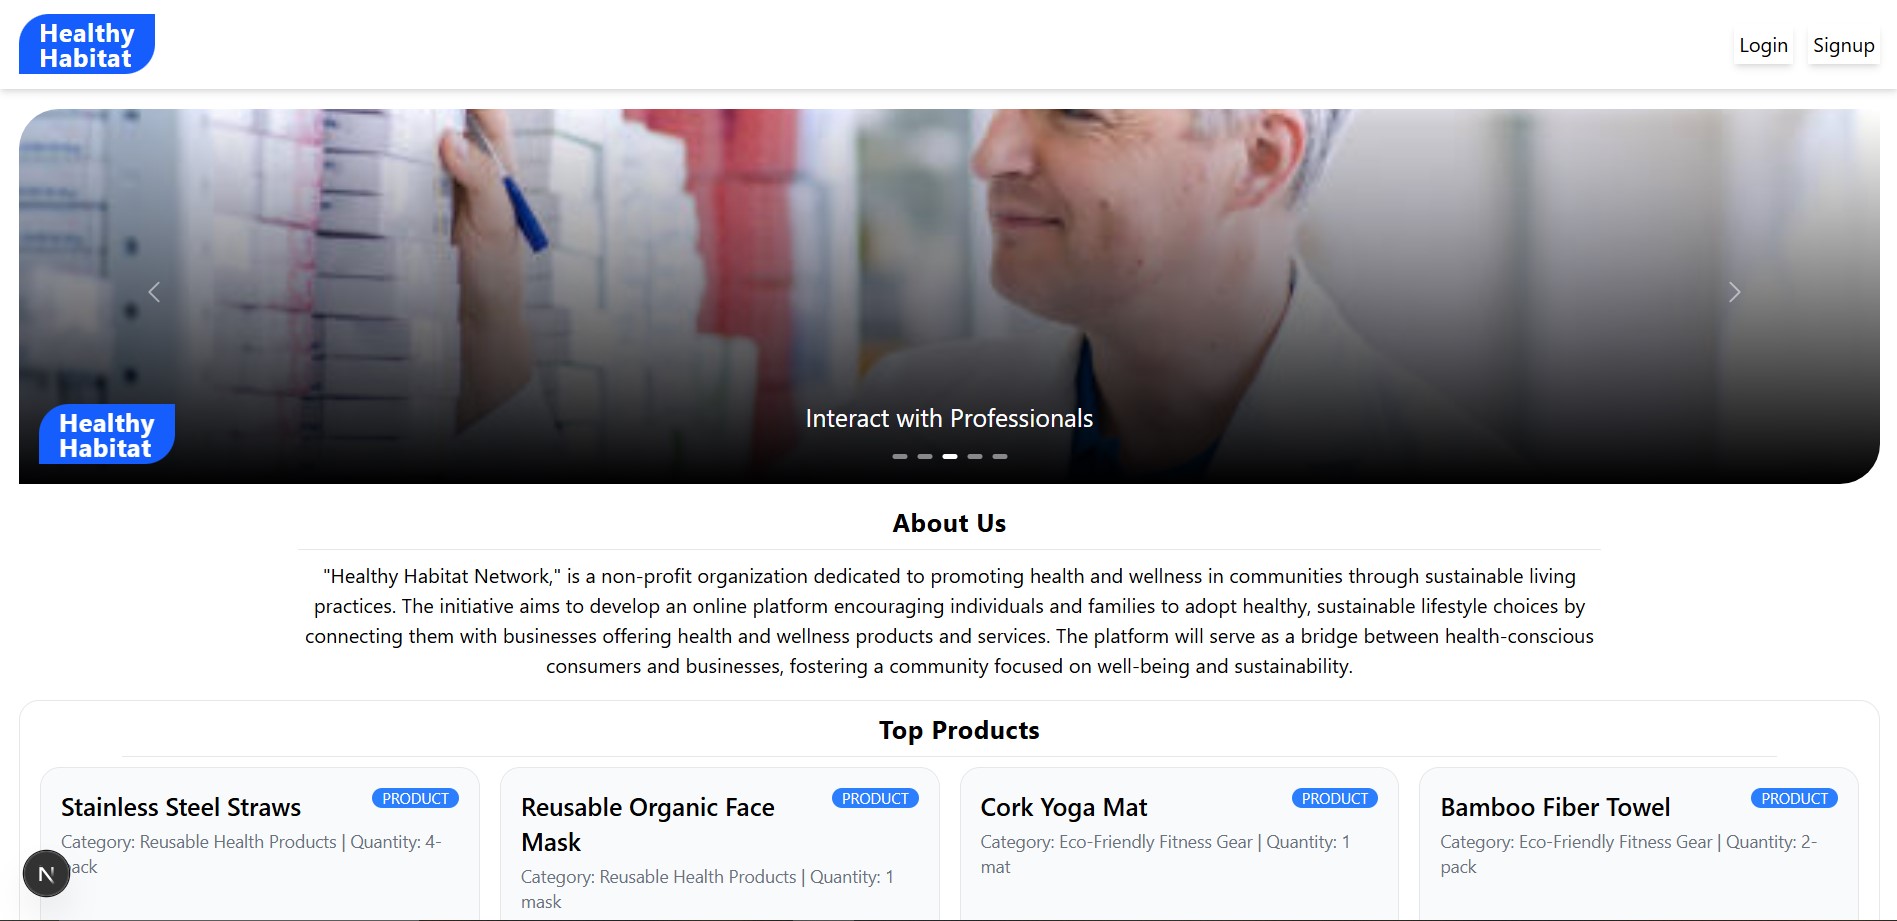 Healthy
Habitat
Login
Signup
Healthy
Habitat
Interact with Professionals
About Us
"Healthy Habitat Network," is a non-profit organization dedicated to promoting health and wellness in communities through sustainable living
practices. The initiative aims to develop an online platform encouraging individuals and families to adopt healthy, sustainable lifestyle choices by
connecting them with businesses offering health and wellness products and services. The platform will serve as a bridge between health-conscious
consumers and businesses, fostering a community focused on well-being and sustainability.
Top Products
Stainless Steel Straws
PRODUCT
Category: Reusable Health Products | Quantity: 4-
pack
N
Reusable Organic Face
Mask
PRODUCT
Category: Reusable Health Products | Quantity: 1
mask
Cork Yoga Mat
PRODUCT
Category: Eco-Friendly Fitness Gear | Quantity: 1
mat
Bamboo Fiber Towel
PRODUCT
Category: Eco-Friendly Fitness Gear | Quantity: 2-
pack